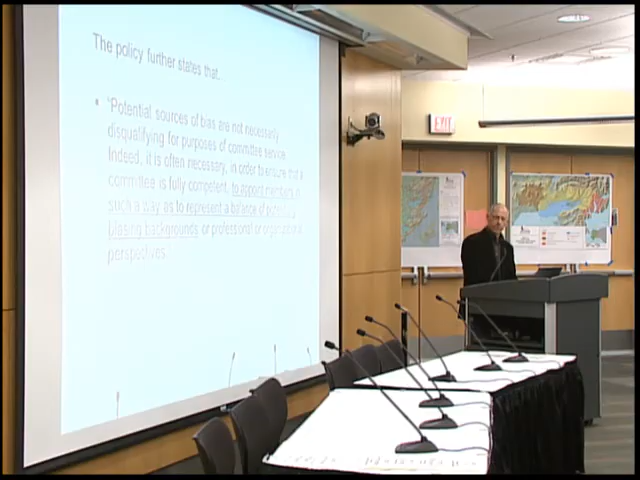 The policy further states that...
• "Potential sources of bias are not necessarily
disqualifying for purposes of committee service.
Indeed, it is often necessary, in order to ensure that a
committee is fully competent, to appoint members in
such a way as to represent a balance of potentially
biasing backgrounds or professional or organizational
perspectives.
EXIT